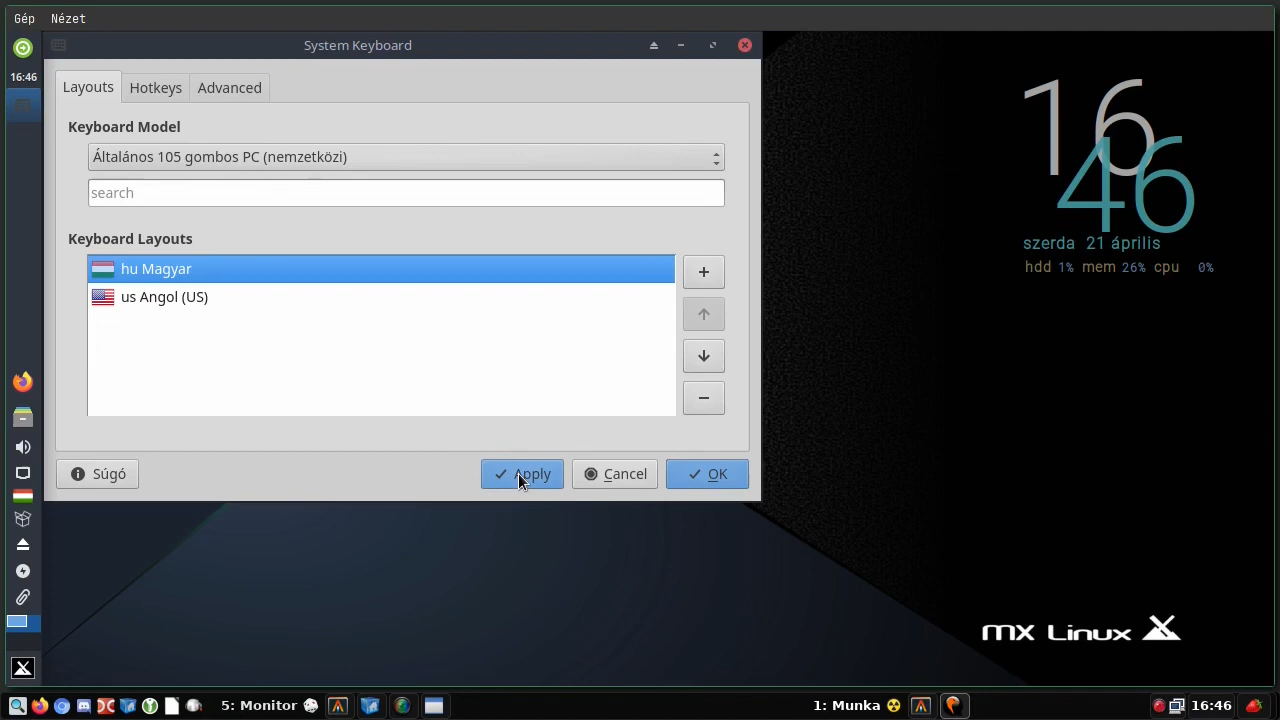 Gép Nézet
System Keyboard
16:46
Layouts Hotkeys Advanced
Keyboard Model
Általános 105 gombos PC (nemzetközi)
search
Keyboard Layouts
hu Magyar
us Angol (US)
Súgó
Apply
Cancel
OK
16
46
szerda 21 április
hdd 1% mem 26% cpu 0%
mx Linux
5: Monitor
1: Munka
16:46